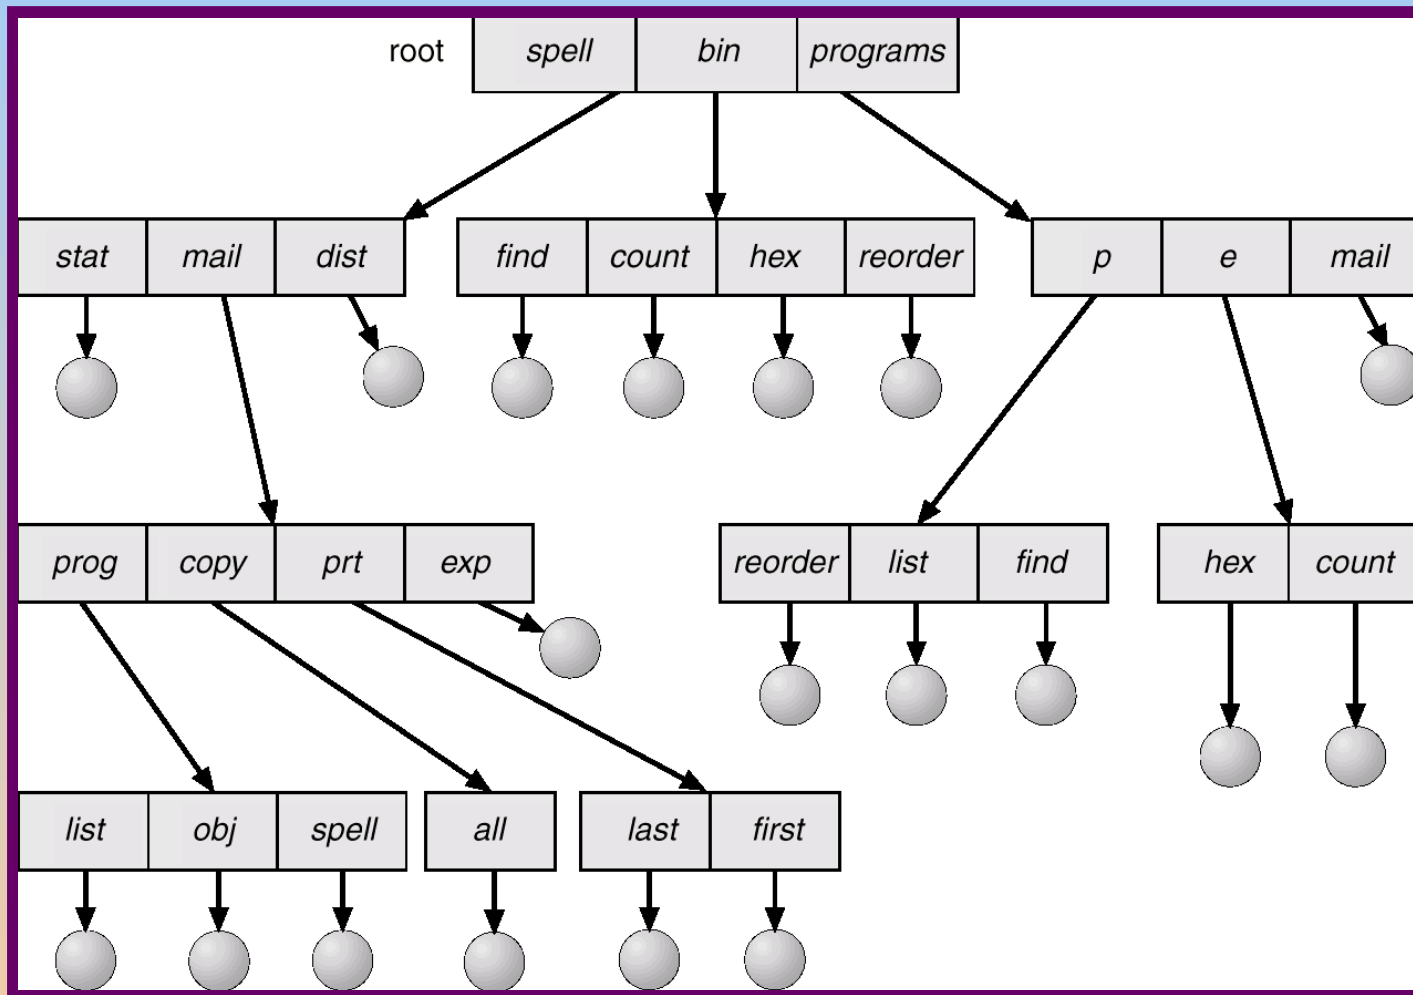 root spell bin programs
stat mail dist find count hex reorder p e mail
prog copy prt exp reorder list find hex count
list obj spell all last first